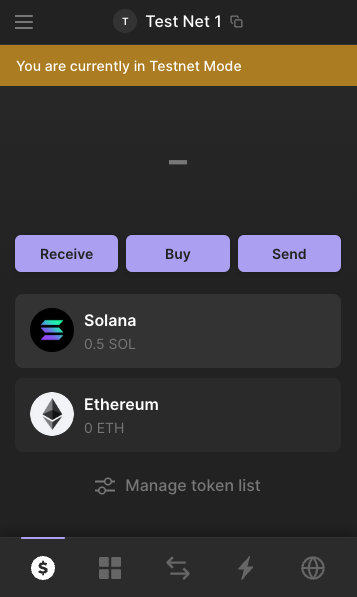 T Test Net 1
You are currently in Testnet Mode
–
Receive Buy Send
Solana
0.5 SOL
Ethereum
0 ETH
Manage token list
$